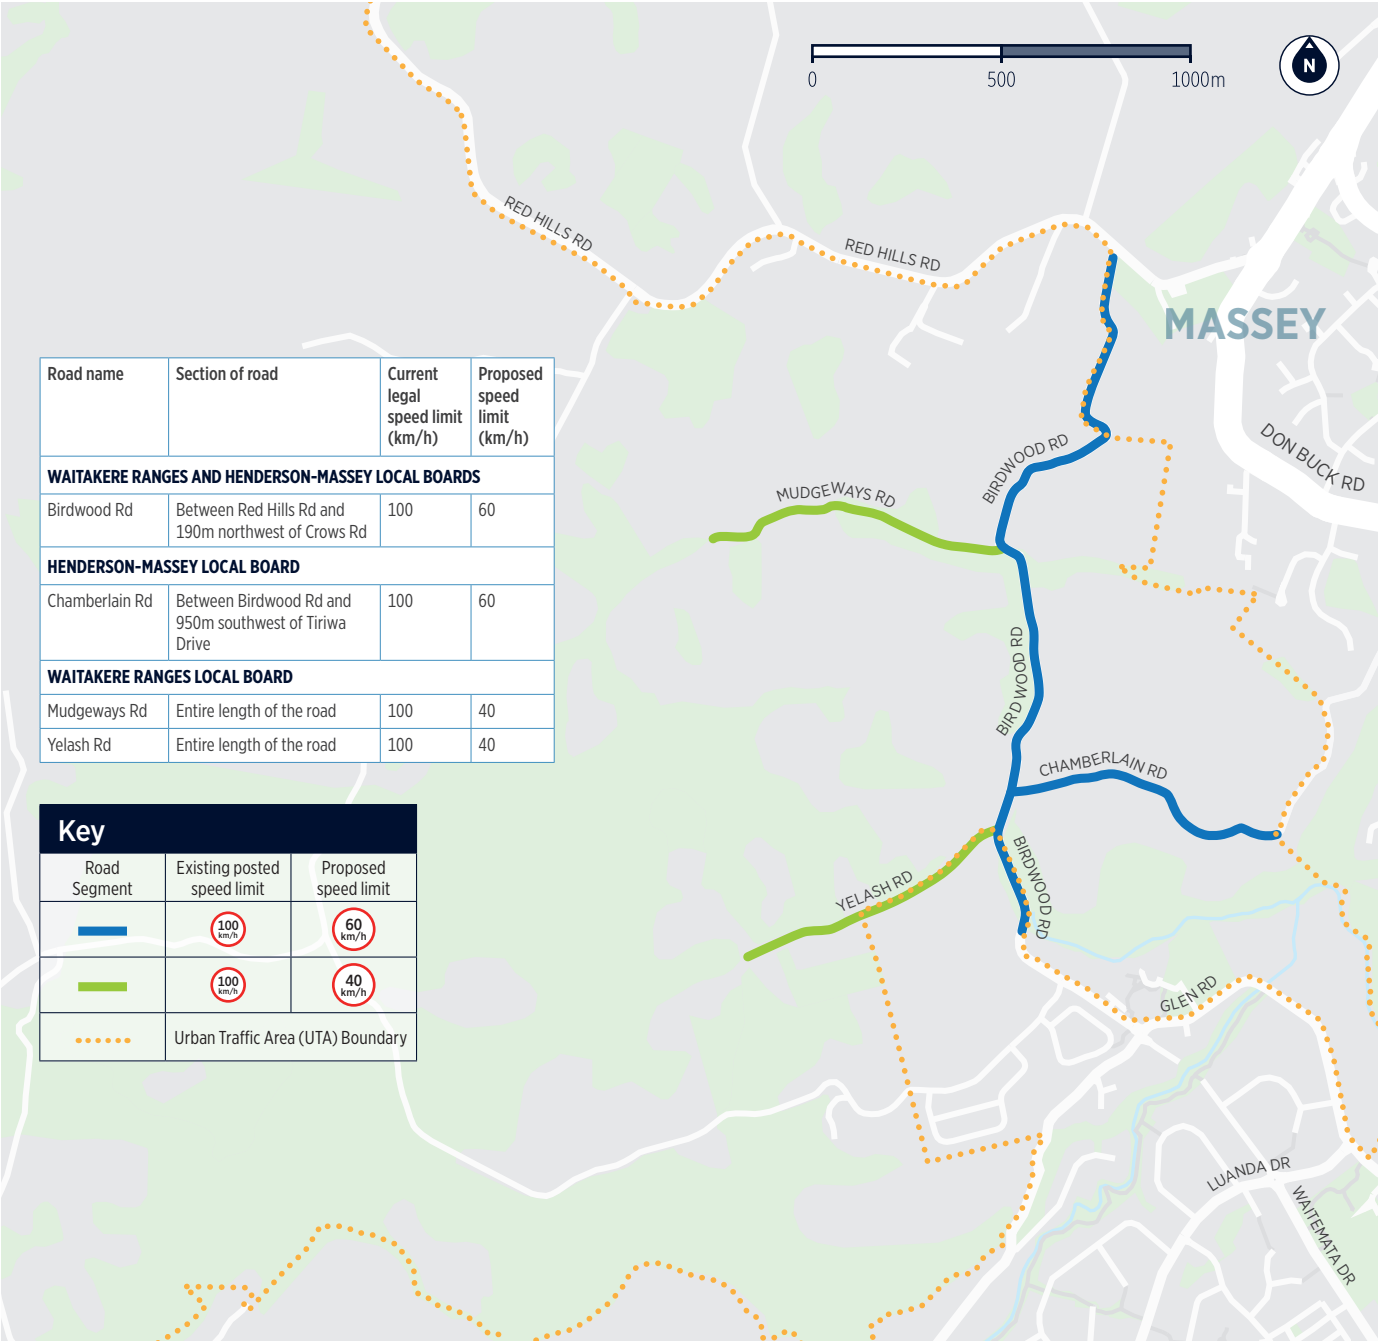 0 500 1000m
N
RED HILLS RD
RED HILLS RD
MASSEY
DON BUCK RD
BIRDWOOD RD
MUDGEWAYS RD
BIRDWOOD RD
CHAMBERLAIN RD
BIRDWOOD RD
YELASH RD
GLEN RD
LUANDA DR
WAITEMATA DR
Road name Section of road Current legal speed limit (km/h) Proposed speed limit (km/h)
WAITAKERE RANGES AND HENDERSON-MASSEY LOCAL BOARDS
Birdwood Rd Between Red Hills Rd and 100 60
190m northwest of Crows Rd
HENDERSON-MASSEY LOCAL BOARD
Chamberlain Rd Between Birdwood Rd and 100 60
950m southwest of Tiriwa
Drive
WAITAKERE RANGES LOCAL BOARD
Mudgeways Rd Entire length of the road 100 40
Yelash Rd Entire length of the road 100 40
Key
Road Existing posted Proposed
Segment speed limit speed limit
100 60
km/h km/h
100 40
km/h km/h
Urban Traffic Area (UTA) Boundary